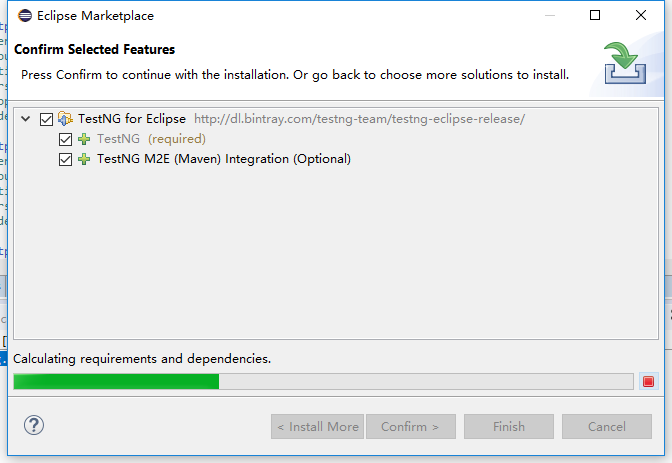 Eclipse Marketplace
Confirm Selected Features
Press Confirm to continue with the installation. Or go back to choose more solutions to install.
TestNG for Eclipse http://dl.bintray.com/testng-team/testng-eclipse-release/
TestNG (required)
TestNG M2E (Maven) Integration (Optional)
Calculating requirements and dependencies.
?
< Install More
Confirm >
Finish
Cancel